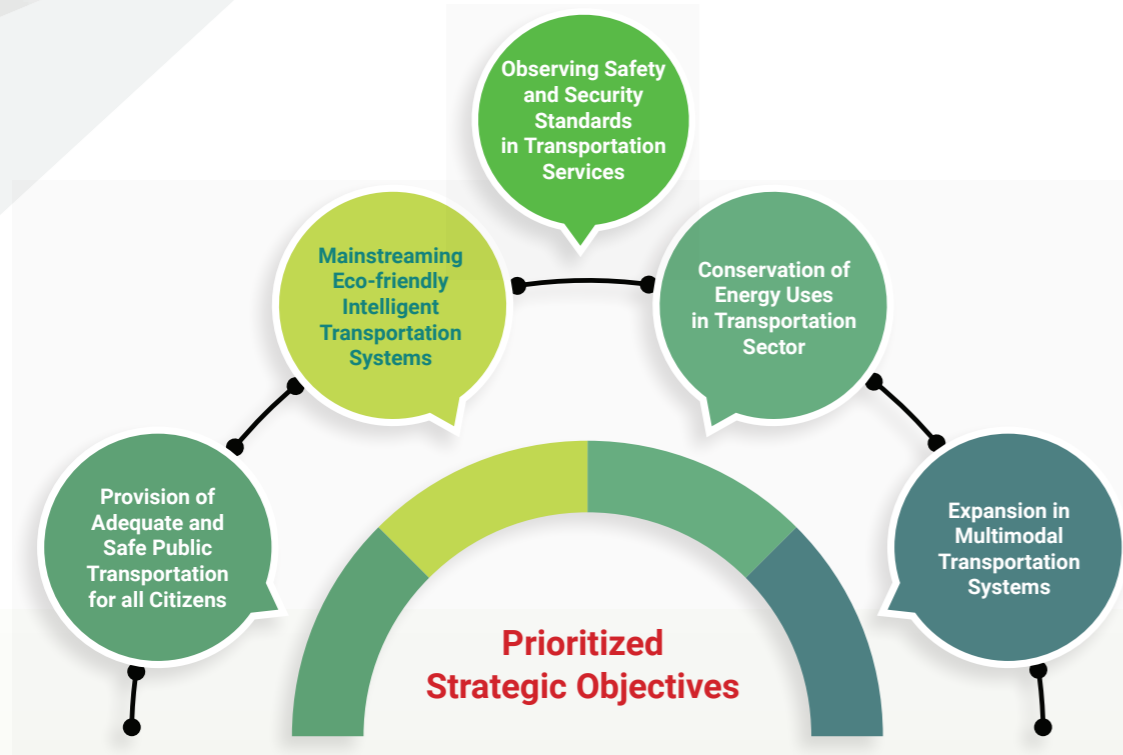 Observing Safety
and Security
Standards
in Transportation
Services
Mainstreaming
Eco-friendly
Intelligent
Transportation
Systems
Conservation of
Energy Uses
in Transportation
Sector
Provision of
Adequate and
Safe Public
Transportation
for all Citizens
Expansion in
Multimodal
Transportation
Systems
Prioritized
Strategic Objectives